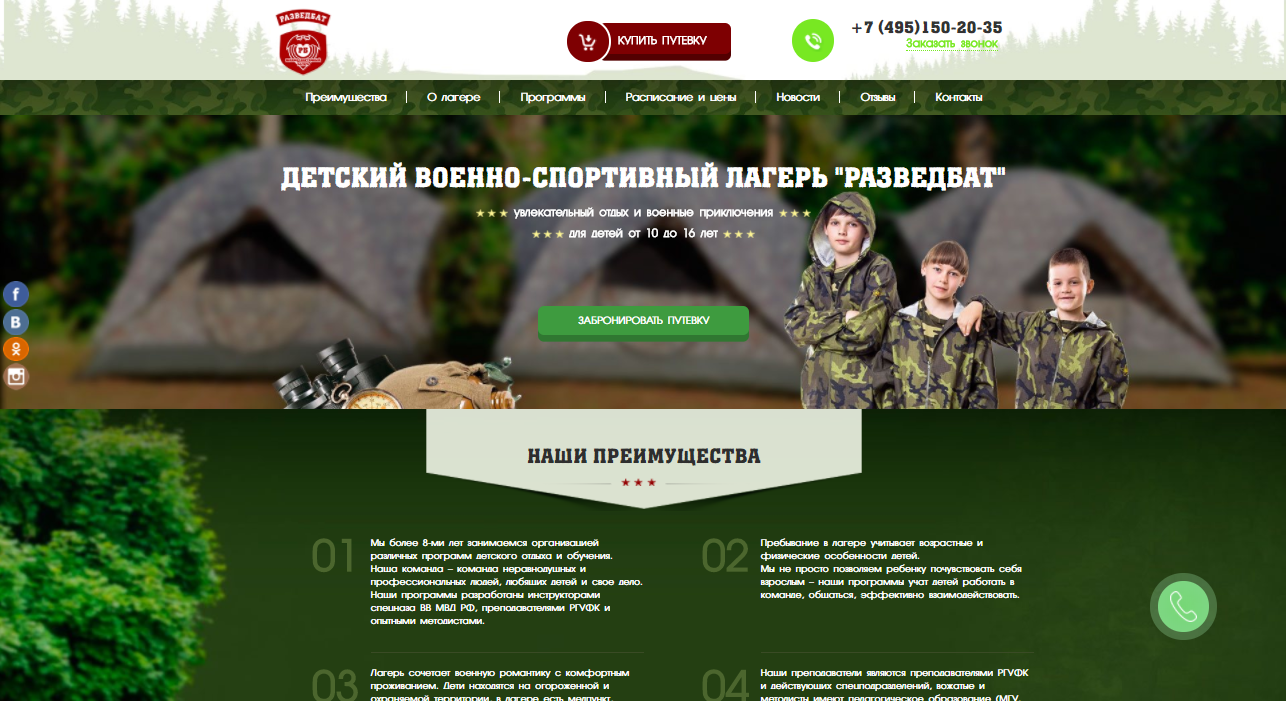 РАЗВЕДБАТ
КУПИТЬ ПУТЕВКУ
+7 (495)150-20-35
Заказать звонок
Преимущества
О лагере
Программы
Расписание и цены
Новости
Отзывы
Контакты
ДЕТСКИЙ ВОЕННО-СПОРТИВНЫЙ ЛАГЕРЬ "РАЗВЕДБАТ"
★★★ увлекательный отдых и военные приключения ★★★
★★★ для детей от 10 до 16 лет ★★★
ЗАБРОНИРОВАТЬ ПУТЕВКУ
НАШИ ПРЕИМУЩЕСТВА
01
Мы более 8-ми лет занимаемся организацией
различных программ детского отдыха и обучения.
Наша команда – команда неравнодушных и
профессиональных людей, любящих детей и свое дело.
Наши программы разработаны инструкторами
спецназа ВВ МВД РФ, преподавателями РГУФК и
опытными методистами.
02
Пребывание в лагере учитывает возрастные и
физические особенности детей.
Мы не просто позволяем ребенку почувствовать себя
взрослым – наши программы учат детей работать в
команде, общаться, эффективно взаимодействовать.
03
Лагерь сочетает военную романтику с комфортным
проживанием. Дети находятся на огороженной и
охраняемой территории, в лагере есть медпункт,
04
Наши преподаватели являются преподавателями РГУФК
и действующих спецподразделений, вожатые и
методисты имеют педагогическое образование (МГУ,